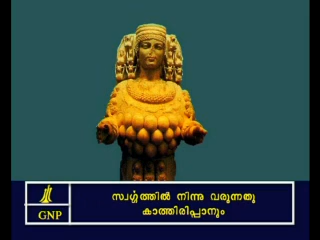 സ്വർഗ്ഗത്തിൽ നിന്നു വരുന്നതു
കാത്തിരിപ്പാനും
GNP